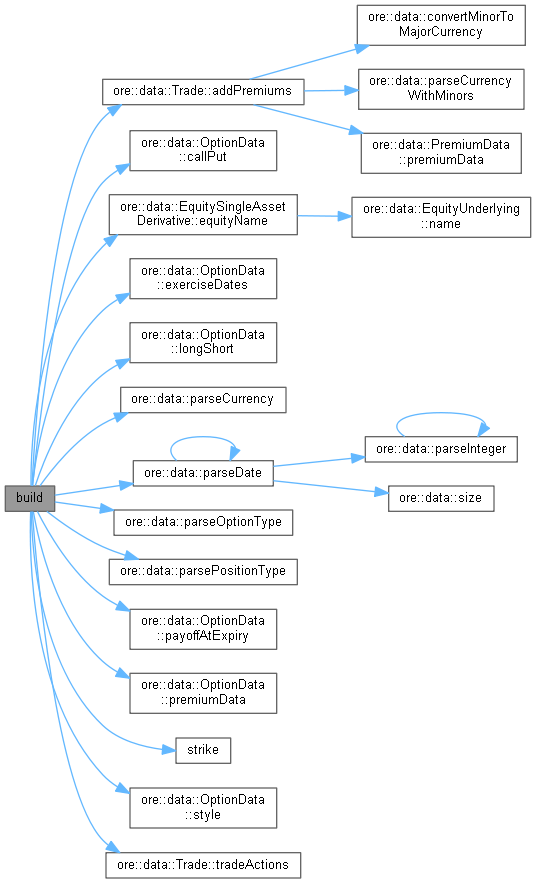 build
ore::data::Trade::addPremiums
ore::data::convertMinorTo
MajorCurrency
ore::data::parseCurrency
WithMinors
ore::data::PremiumData
::premiumData
ore::data::OptionData
::callPut
ore::data::EquitySingleAsset
Derivative::equityName
ore::data::EquityUnderlying
::name
ore::data::OptionData
::exerciseDates
ore::data::OptionData
::longShort
ore::data::parseCurrency
ore::data::parseDate
ore::data::parseInteger
ore::data::size
ore::data::parseOptionType
ore::data::parsePositionType
ore::data::OptionData
::payoffAtExpiry
ore::data::OptionData
::premiumData
strike
ore::data::OptionData
::style
ore::data::Trade::tradeActions